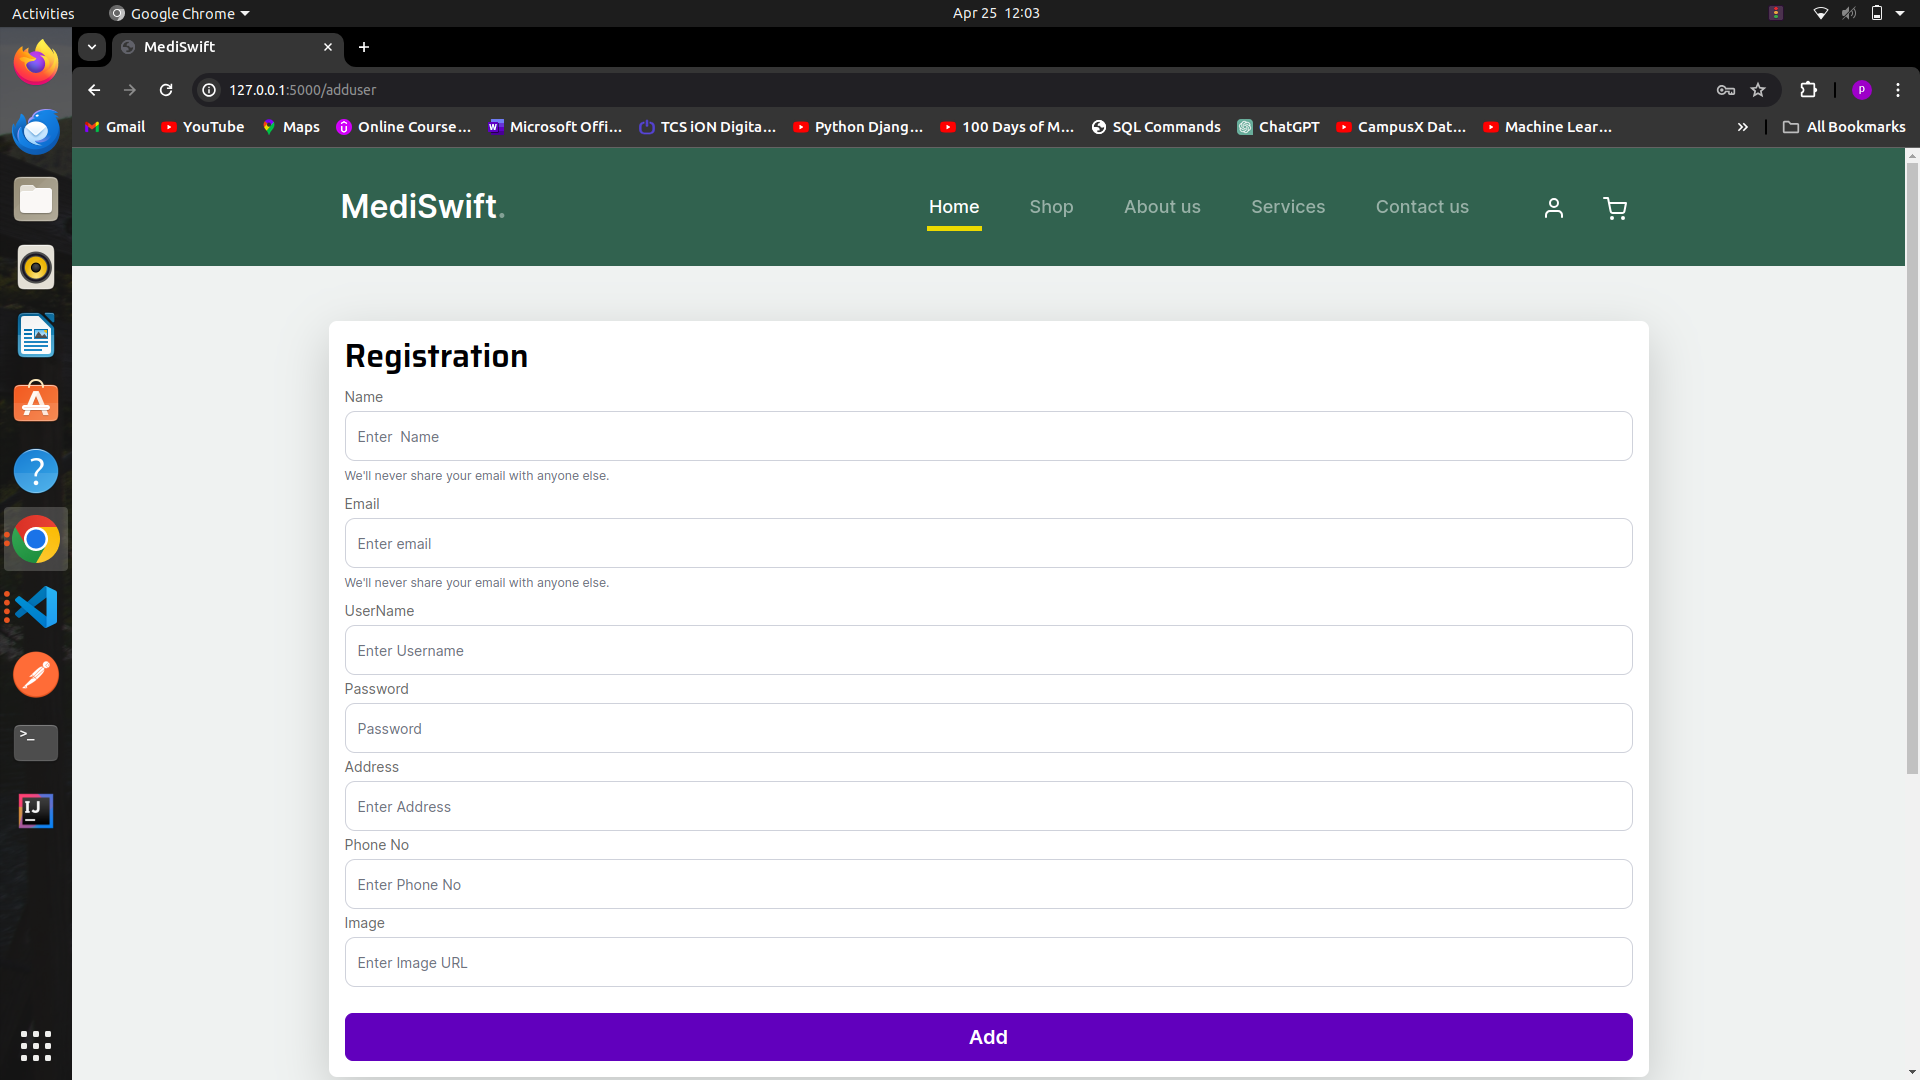 Activities
Google Chrome
Apr 25 12:03
MediSwift
127.0.0.1:5000/adduser
P
Gmail
YouTube
Maps
Online Course...
Microsoft Offi...
TCS iON Digita...
Python Djang...
100 Days of M...
SQL Commands
ChatGPT
CampusX Dat...
Machine Lear...
»
All Bookmarks
MediSwift.
Home
Shop
About us
Services
Contact us
Registration
Name
Enter Name
We'll never share your email with anyone else.
Email
Enter email
We'll never share your email with anyone else.
UserName
Enter Username
Password
Password
Address
Enter Address
Phone No
Enter Phone No
Image
Enter Image URL
Add
?
>_
IJ